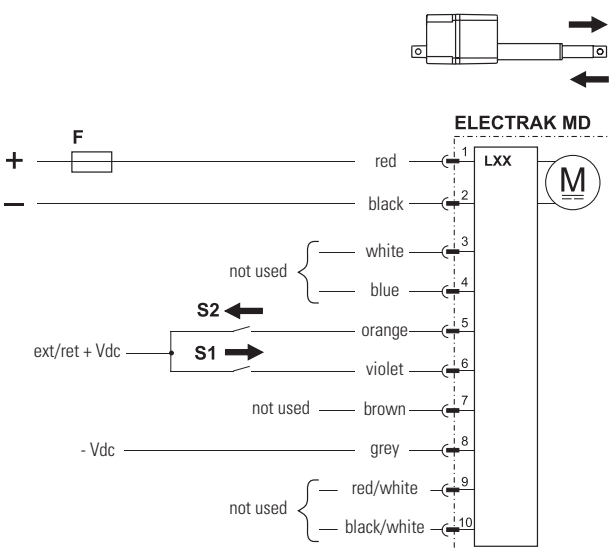 ELECTRAK MD
F
+ red 1 LXX
M
− black 2
white 3
not used
blue 4
S2
orange 5
ext/ret + Vdc
S1
violet 6
not used brown 7
- Vdc grey 8
red/white 9
not used
black/white 10